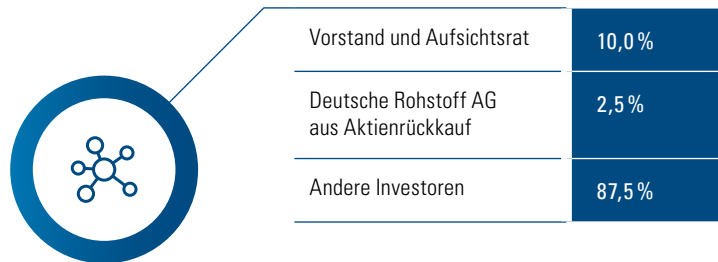 Vorstand und Aufsichtsrat 10,0 %
Deutsche Rohstoff AG 2,5 %
aus Aktienrückkauf
Andere Investoren 87,5 %